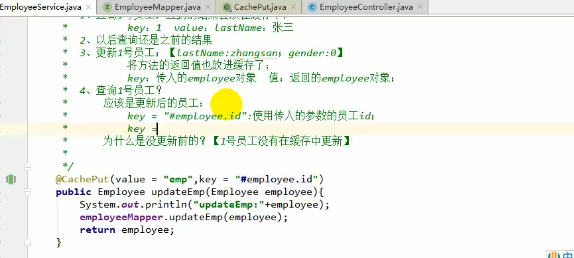 EmployeeService.java × EmployeeMapper.java × CachePut.java × EmployeeController.java ×
* key: 1 value: lastName: 张三
* 2、以后查询还是之前的结果
* 3、更新1号员工；【lastName:zhangsan；gender:0】
* 将方法的返回值也放进缓存了；
* key：传入的employee对象 值：返回的employee对象；
* 4、查询1号员工？
* 应该是更新后的员工；
* key = "#employee.id":使用传入的参数的员工id；
* key =
* 为什么是没更新前的？【1号员工没有在缓存中更新】
*
*/
@CachePut(value = "emp",key = "#employee.id")
public Employee updateEmp(Employee employee){
System.out.println("updateEmp:"+employee);
employeeMapper.updateEmp(employee);
return employee;
}
中